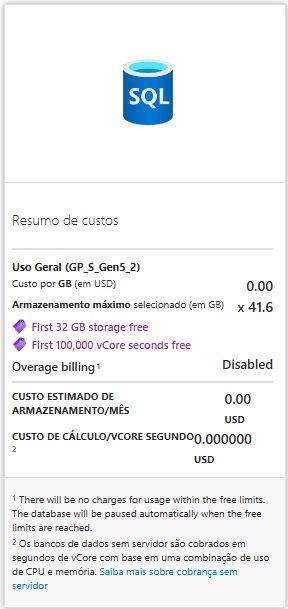 SQL
Resumo de custos
Uso Geral (GP_S_Gen5_2)
Custo por GB (em USD) 0.00
Armazenamento máximo selecionado (em GB) x 41.6
First 32 GB storage free
First 100,000 vCore seconds free
Overage billing¹ Disabled
CUSTO ESTIMADO DE ARMAZENAMENTO/MÊS 0.00 USD
CUSTO DE CÁLCULO/VCORE SEGUNDO ² 0.000000 USD
¹ There will be no charges for usage within the free limits.
The database will be paused automatically when the free
limits are reached.
² Os bancos de dados sem servidor são cobrados em
segundos de vCore com base em uma combinação de uso
de CPU e memória. Saiba mais sobre cobrança sem
servidor